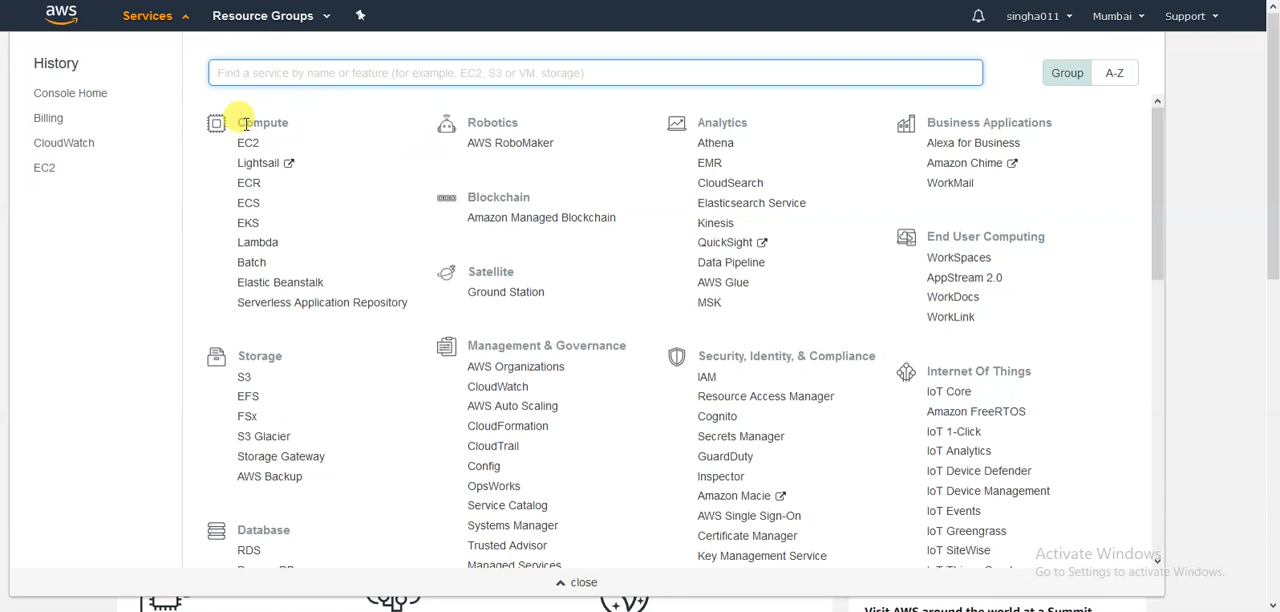 aws
Services
Resource Groups
singha011
Mumbai
Support
History
Console Home
Billing
CloudWatch
EC2
Find a service by name or feature (for example, EC2, S3 or VM, storage).
Group
A-Z
Compute
EC2
Lightsail
ECR
ECS
EKS
Lambda
Batch
Elastic Beanstalk
Serverless Application Repository
Storage
S3
EFS
FSx
S3 Glacier
Storage Gateway
AWS Backup
Database
RDS
Robotics
AWS RoboMaker
Blockchain
Amazon Managed Blockchain
Satellite
Ground Station
Management & Governance
AWS Organizations
CloudWatch
AWS Auto Scaling
CloudFormation
CloudTrail
Config
OpsWorks
Service Catalog
Systems Manager
Trusted Advisor
Managed Services
Analytics
Athena
EMR
CloudSearch
Elasticsearch Service
Kinesis
QuickSight
Data Pipeline
AWS Glue
MSK
Security, Identity, & Compliance
IAM
Resource Access Manager
Cognito
Secrets Manager
GuardDuty
Inspector
Amazon Macie
AWS Single Sign-On
Certificate Manager
Key Management Service
Business Applications
Alexa for Business
Amazon Chime
WorkMail
End User Computing
WorkSpaces
AppStream 2.0
WorkDocs
WorkLink
Internet Of Things
IoT Core
Amazon FreeRTOS
IoT 1-Click
IoT Analytics
IoT Device Defender
IoT Device Management
IoT Events
IoT Greengrass
IoT SiteWise
Activate Windows
Go to Settings to activate Windows.
close
Visit AWS around the world at a Summit